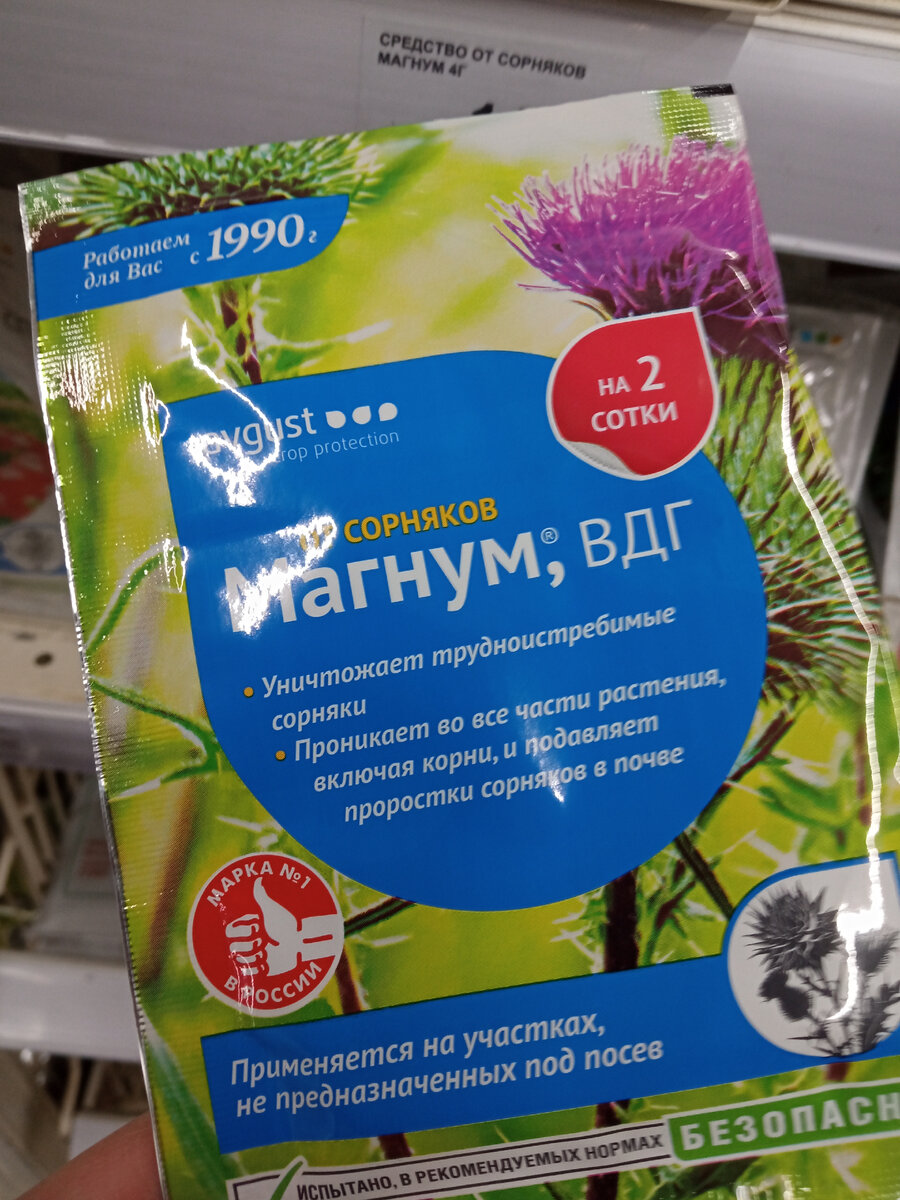 СРЕДСТВО ОТ СОРНЯКОВ
МАГНУМ 4Г
Работаем
для Вас
с 1990 г
НА 2
СОТКИ
avgust
crop protection
ОТ СОРНЯКОВ
Магнум®, ВДГ
• Уничтожает трудноистребимые
сорняки
• Проникает во все части растения,
включая корни, и подавляет
проростки сорняков в почве
МАРКА №1
В РОССИИ
Применяется на участках,
не предназначенных под посев
ИСПЫТАНО, В РЕКОМЕНДУЕМЫХ НОРМАХ
БЕЗОПАСН